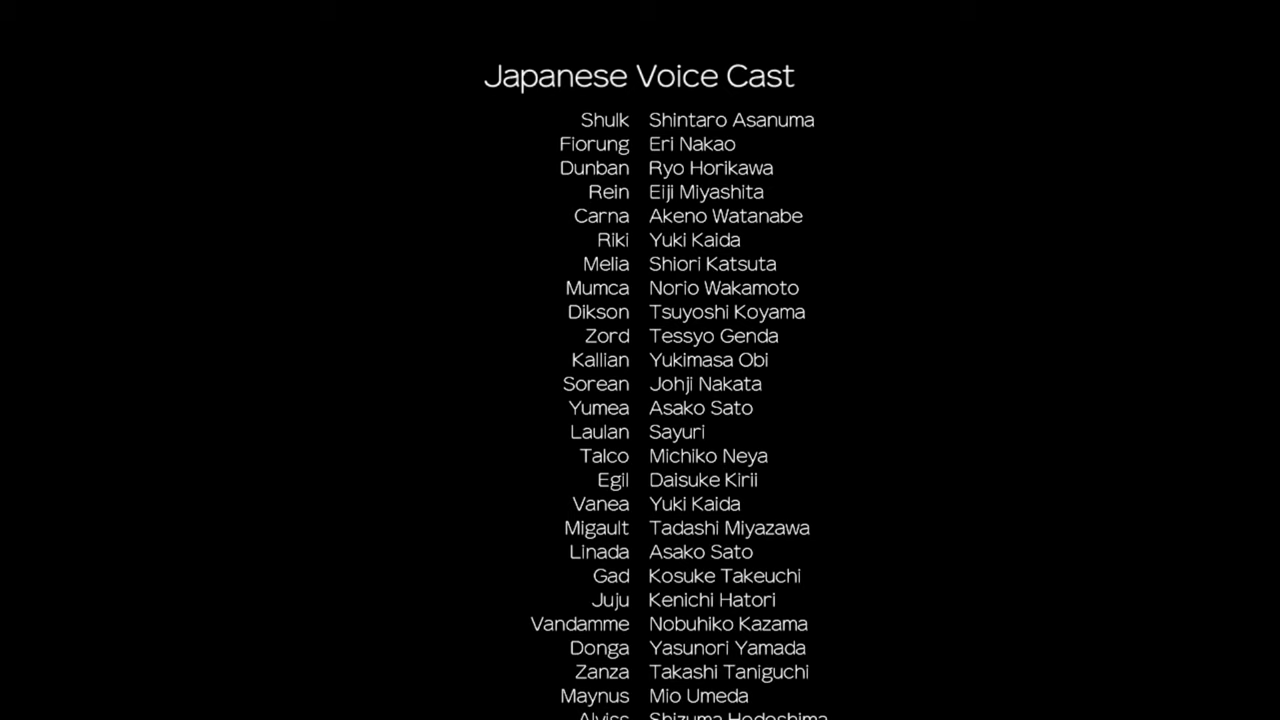 Japanese Voice Cast
Shulk Shintaro Asanuma
Fiorung Eri Nakao
Dunban Ryo Horikawa
Rein Eiji Miyashita
Carna Akeno Watanabe
Riki Yuki Kaida
Melia Shiori Katsuta
Mumca Norio Wakamoto
Dikson Tsuyoshi Koyama
Zord Tessyo Genda
Kallian Yukimasa Obi
Sorean Johji Nakata
Yumea Asako Sato
Laulan Sayuri
Talco Michiko Neya
Egil Daisuke Kirii
Vanea Yuki Kaida
Migault Tadashi Miyazawa
Linada Asako Sato
Gad Kosuke Takeuchi
Juju Kenichi Hatori
Vandamme Nobuhiko Kazama
Donga Yasunori Yamada
Zanza Takashi Taniguchi
Maynus Mio Umeda
Alviss Shizuma Hodoshima